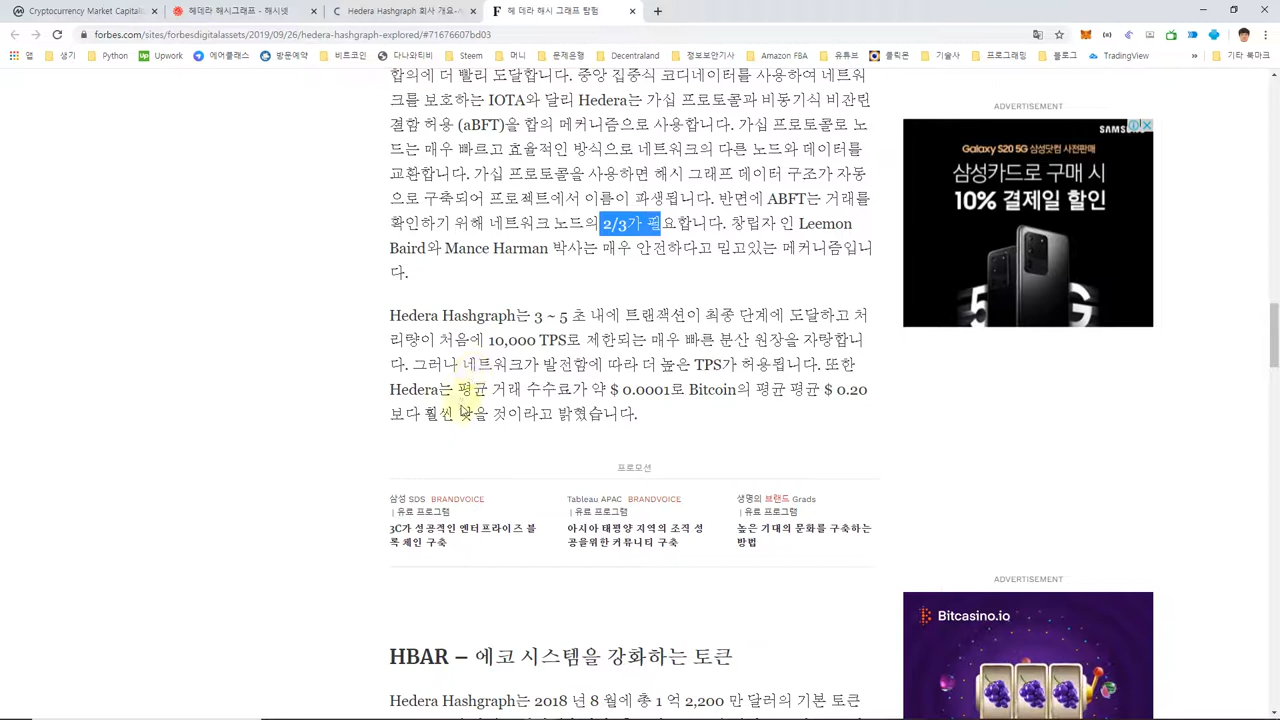 Cryptocurrency Market Capitaliz
헤데라 해시그래프 - 해시넷
Hedera Hashgraph 회사 개요-사
헤 데라 해시 그래프 탐험
forbes.com/sites/forbesdigitalassets/2019/09/26/hedera-hashgraph-explored/#71676607bd03
앱
생기
Python
Upwork
에어클래스
방문예약
비트코인
다나와티비
Steem
머니
문제은행
Decentraland
정보보안기사
Amazon FBA
유튜브
클릭몬
기술사
프로그래밍
블로그
TradingView
기타 북마크
합의에 더 빨리 도달합니다. 중앙 집중식 코디네이터를 사용하여 네트워
크를 보호하는 IOTA와 달리 Hedera는 가십 프로토콜과 비동기식 비잔틴
결함 허용 (aBFT)을 합의 메커니즘으로 사용합니다. 가십 프로토콜로 노
드는 매우 빠르고 효율적인 방식으로 네트워크의 다른 노드와 데이터를
교환합니다. 가십 프로토콜을 사용하면 해시 그래프 데이터 구조가 자동
으로 구축되어 프로젝트에서 이름이 파생됩니다. 반면에 ABFT는 거래를
확인하기 위해 네트워크 노드의 2/3가 필요합니다. 창립자 인 Leemon
Baird와 Mance Harman 박사는 매우 안전하다고 믿고있는 메커니즘입니
다.
Hedera Hashgraph는 3 ~ 5 초 내에 트랜잭션이 최종 단계에 도달하고 처
리량이 처음에 10,000 TPS로 제한되는 매우 빠른 분산 원장을 자랑합니
다. 그러나 네트워크가 발전함에 따라 더 높은 TPS가 허용됩니다. 또한
Hedera는 평균 거래 수수료가 약 $ 0.0001로 Bitcoin의 평균 평균 $ 0.20
보다 훨씬 낮을 것이라고 밝혔습니다.
프로모션
삼성 SDS BRANDVOICE
| 유료 프로그램
3C가 성공적인 엔터프라이즈 블
록 체인 구축
Tableau APAC BRANDVOICE
| 유료 프로그램
아시아 태평양 지역의 조직 성
공을위한 커뮤니티 구축
생명의 브랜드 Grads
| 유료 프로그램
높은 기대의 문화를 구축하는
방법
HBAR – 에코 시스템을 강화하는 토큰
Hedera Hashgraph는 2018 년 8 월에 총 1 억 2,200 만 달러의 기본 토큰
ADVERTISEMENT
SAMS
Galaxy S20 5G 삼성닷컴 사전판매
삼성카드로 구매 시
10% 결제일 할인
5G
ADVERTISEMENT
Bitcasino.io